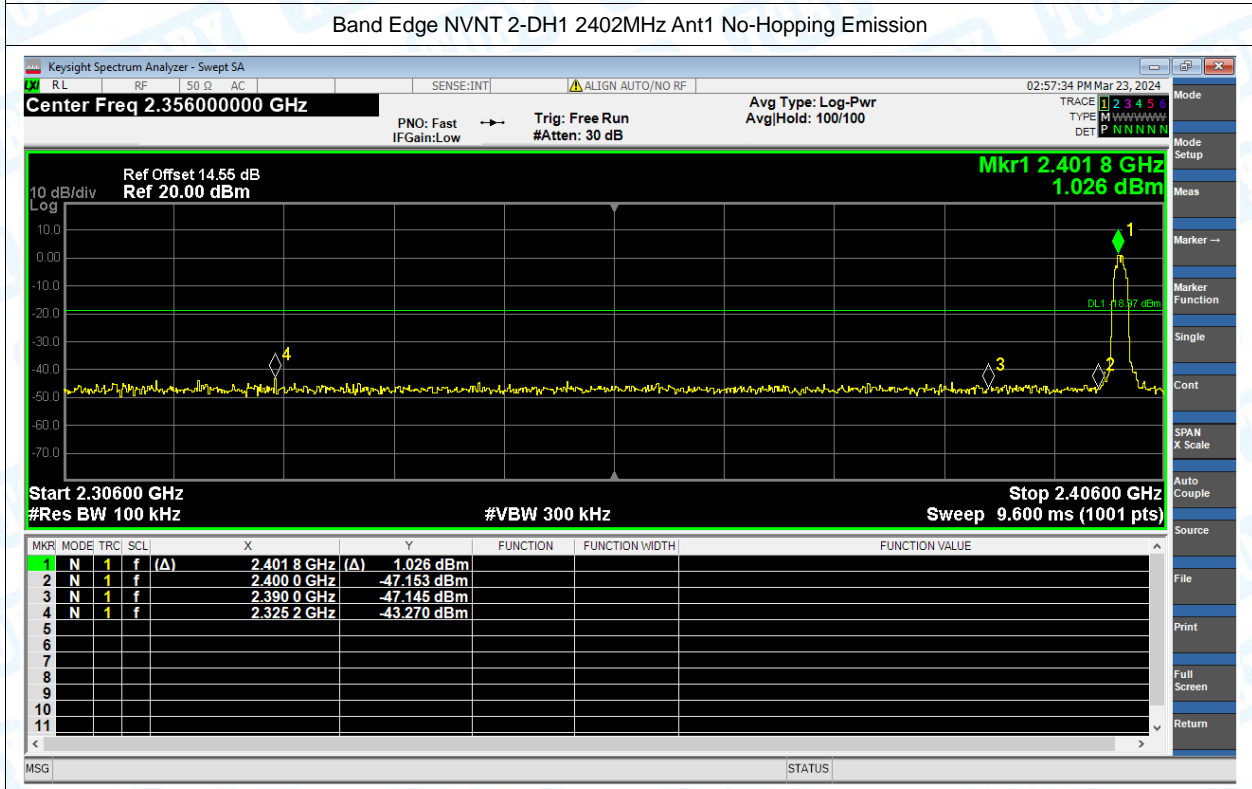 Band Edge NVNT 2-DH1 2402MHz Ant1 No-Hopping Emission
Keysight Spectrum Analyzer - Swept SA
LXI RL RF 50 Ω AC SENSE:INT ALIGN AUTO/NO RF 02:57:34 PM Mar 23, 2024
Center Freq 2.356000000 GHz
PNO: Fast
IFGain:Low
Trig: Free Run
#Atten: 30 dB
Avg Type: Log-Pwr
Avg|Hold: 100/100
TRACE 1 2 3 4 5 6
TYPE M WWWWW
DET P N N N N N
Mkr1 2.401 8 GHz
1.026 dBm
Ref Offset 14.55 dB
10 dB/div Ref 20.00 dBm
Log
10.0
0.00
-10.0
-20.0
-30.0
-40.0
-50.0
-60.0
-70.0
1
DL1 -18.97 dBm
4
3
2
Start 2.30600 GHz Stop 2.40600 GHz
#Res BW 100 kHz #VBW 300 kHz Sweep 9.600 ms (1001 pts)
MKR MODE TRC SCL X Y FUNCTION FUNCTION WIDTH FUNCTION VALUE
1 N 1 f (Δ) 2.401 8 GHz (Δ) 1.026 dBm
2 N 1 f 2.400 0 GHz -47.153 dBm
3 N 1 f 2.390 0 GHz -47.145 dBm
4 N 1 f 2.325 2 GHz -43.270 dBm
5
6
7
8
9
10
11
MSG STATUS
Mode
Mode
Setup
Meas
Marker →
Marker
Function
Single
Cont
SPAN
X Scale
Auto
Couple
Source
File
Print
Full
Screen
Return